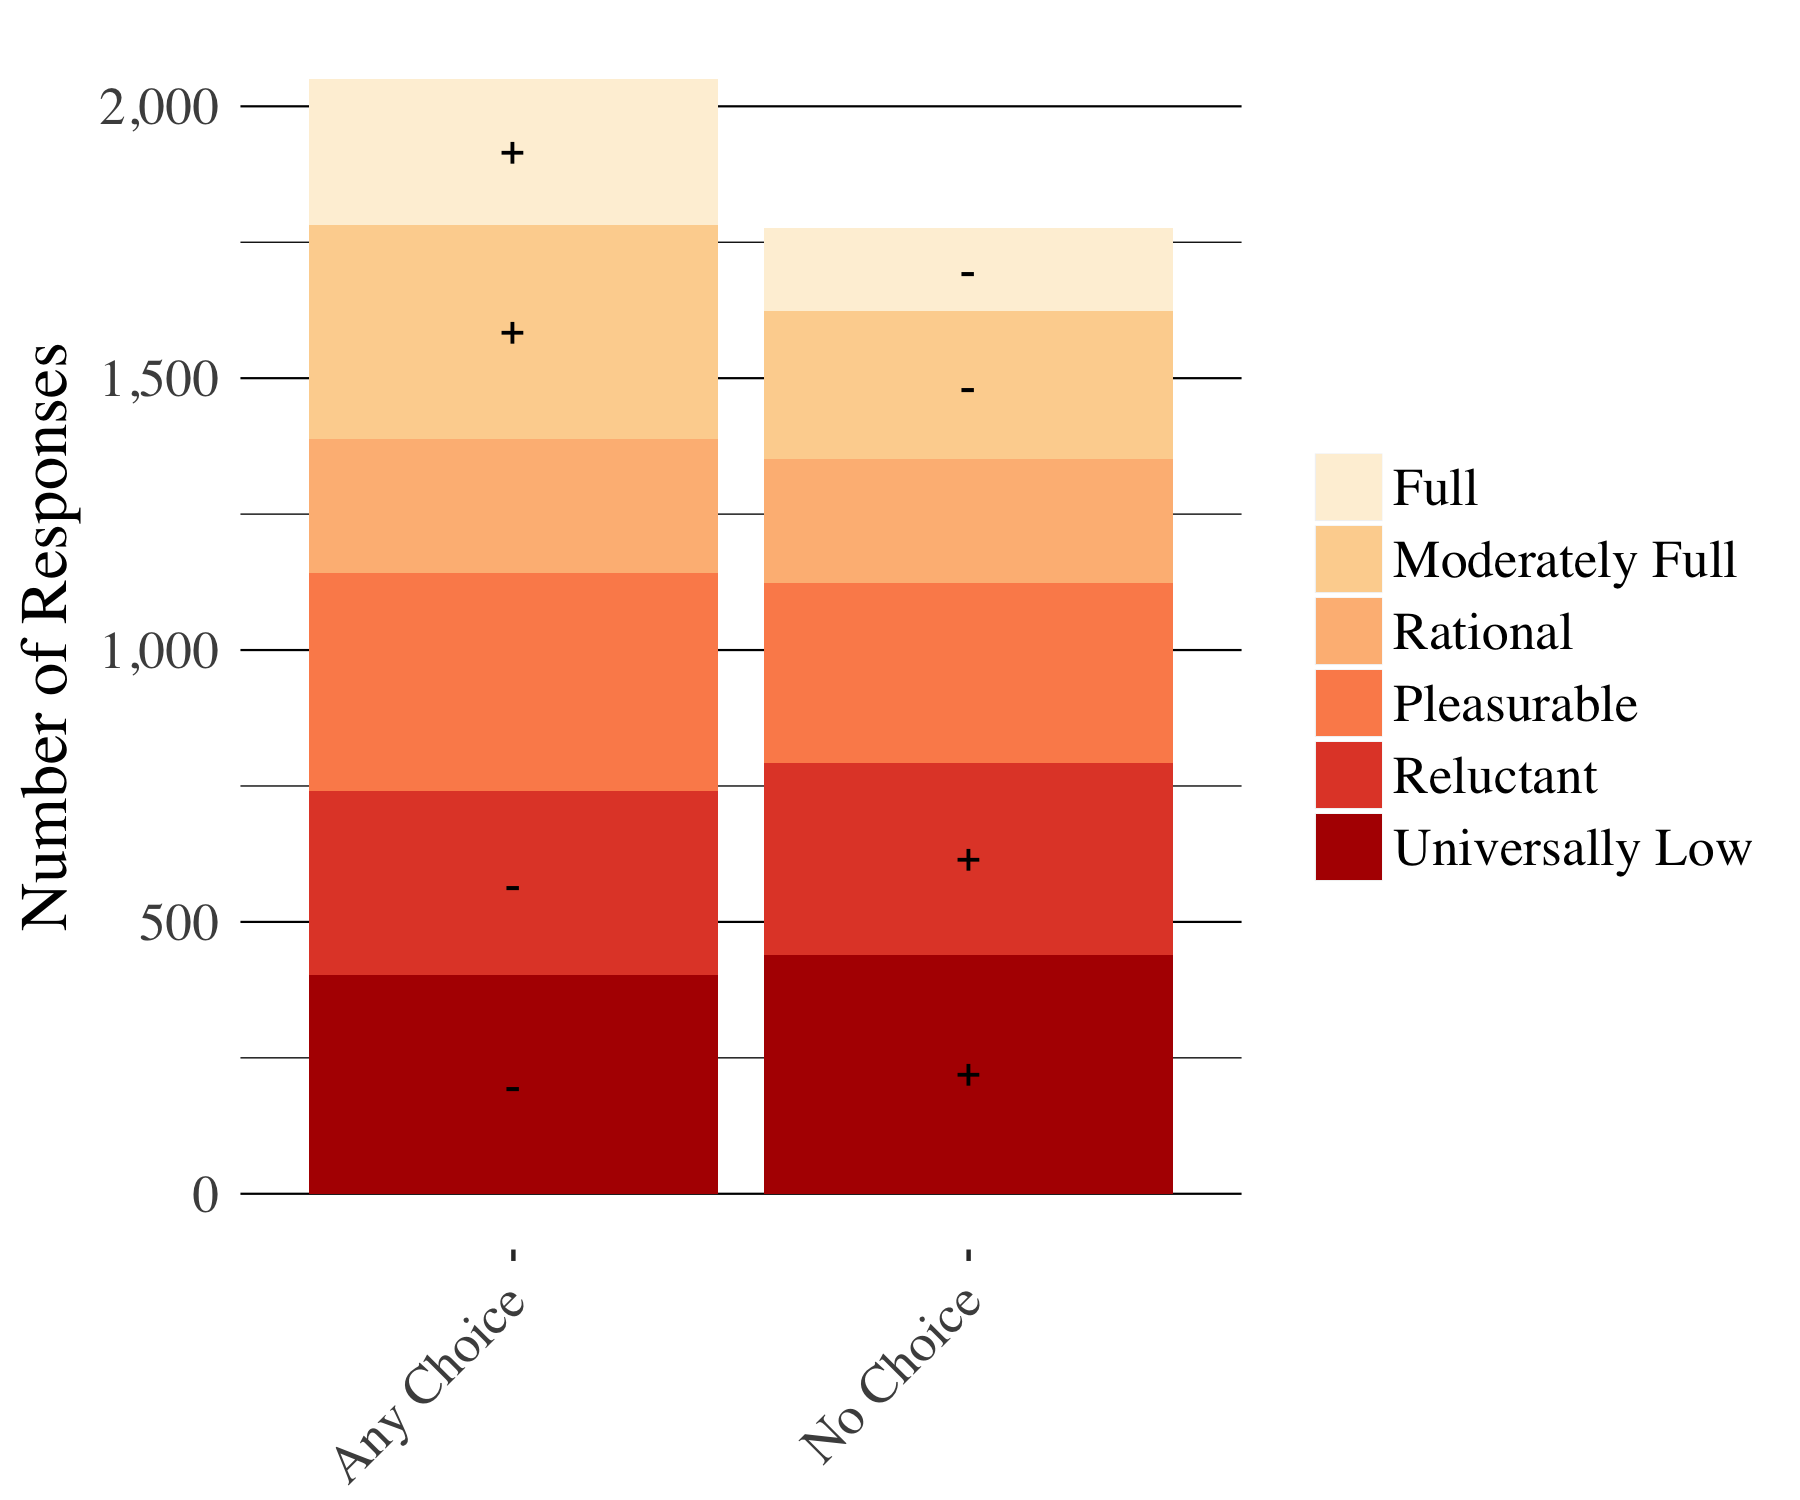 Number of Responses
2,000
1,500
1,000
500
0
+
+
-
-
-
-
+
+
Any Choice
No Choice
Full
Moderately Full
Rational
Pleasurable
Reluctant
Universally Low